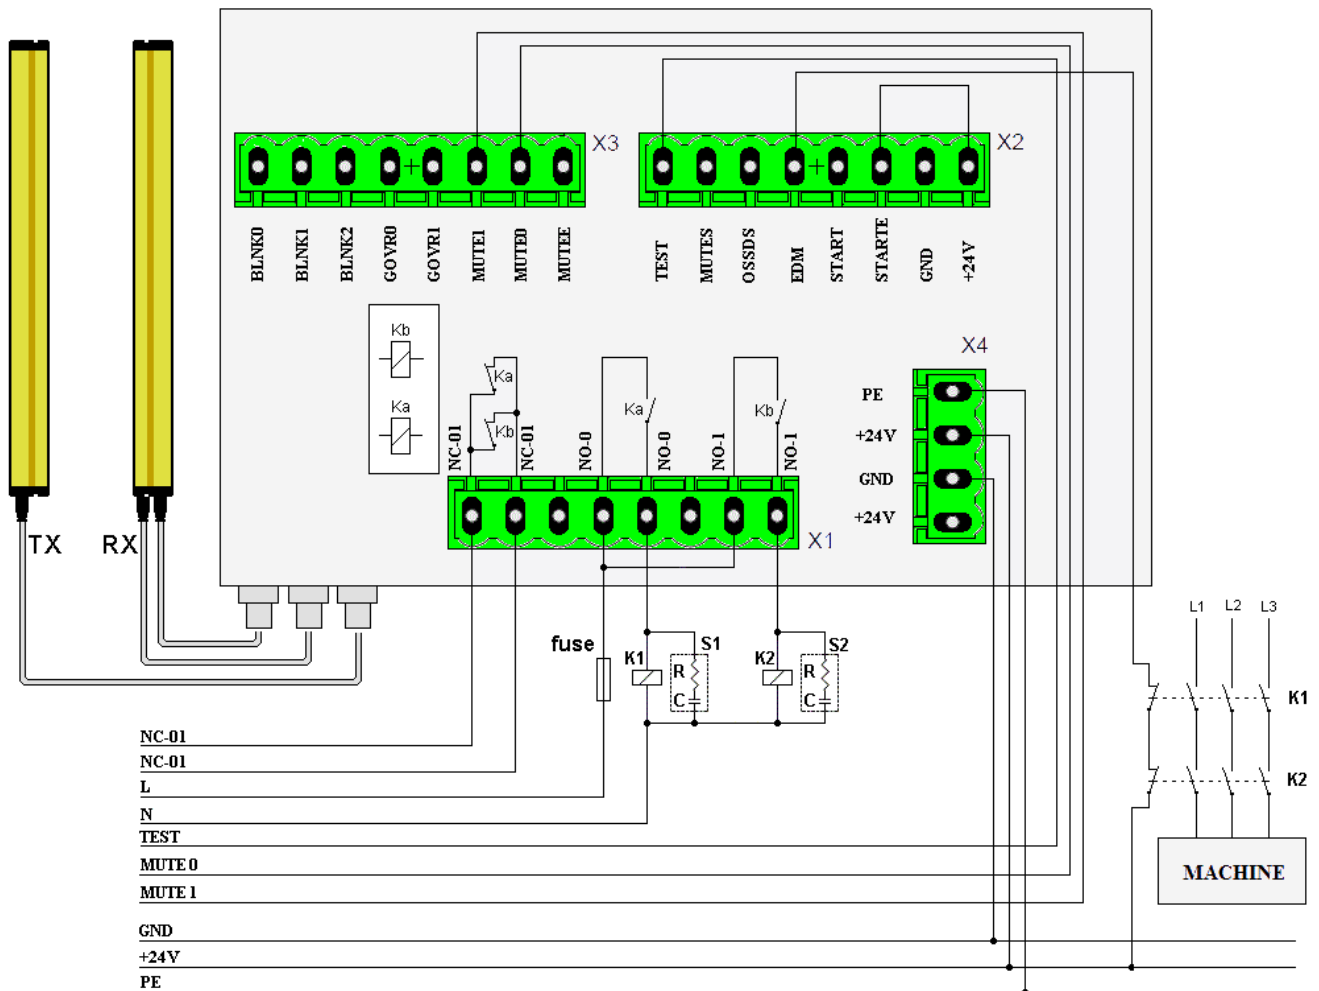 X3
X2
BLNK0
BLNK1
BLNK2
GOVR0
GOVR1
MUTE1
MUTE0
MUTEE
TEST
MUTES
OSSDS
EDM
START
STARTE
GND
+24V
Kb
Ka
Ka
Kb
Ka
Kb
NC-01
NC-01
NO-0
NO-0
NO-1
NO-1
X4
PE
+24V
GND
+24V
X1
TX
RX
fuse
K1
S1
R
C
K2
S2
R
C
L1
L2
L3
K1
K2
MACHINE
NC-01
NC-01
L
N
TEST
MUTE 0
MUTE 1
GND
+24V
PE